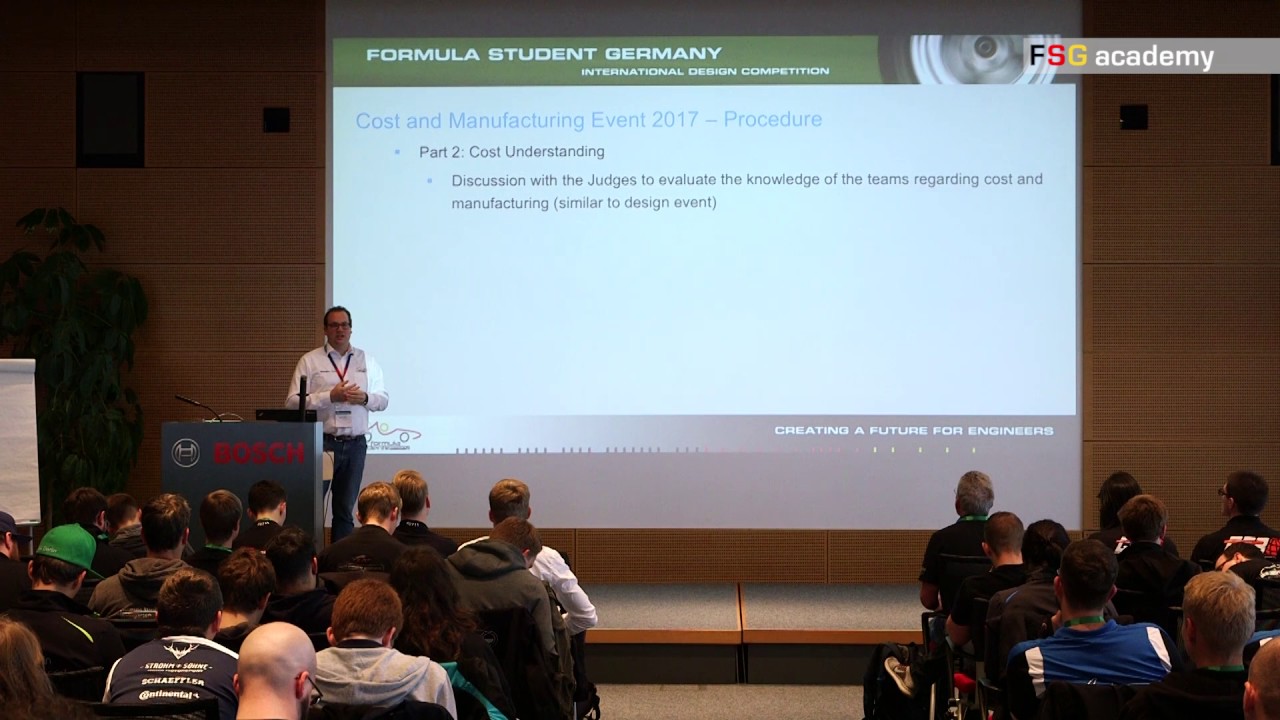 FORMULA STUDENT GERMANY
INTERNATIONAL DESIGN COMPETITION
FSG academy
Cost and Manufacturing Event 2017 – Procedure
• Part 2: Cost Understanding
• Discussion with the Judges to evaluate the knowledge of the teams regarding cost and
manufacturing (similar to design event)
CREATING A FUTURE FOR ENGINEERS
BOSCH
STROHM + SÖHNE
SCHAEFFLER
Continental